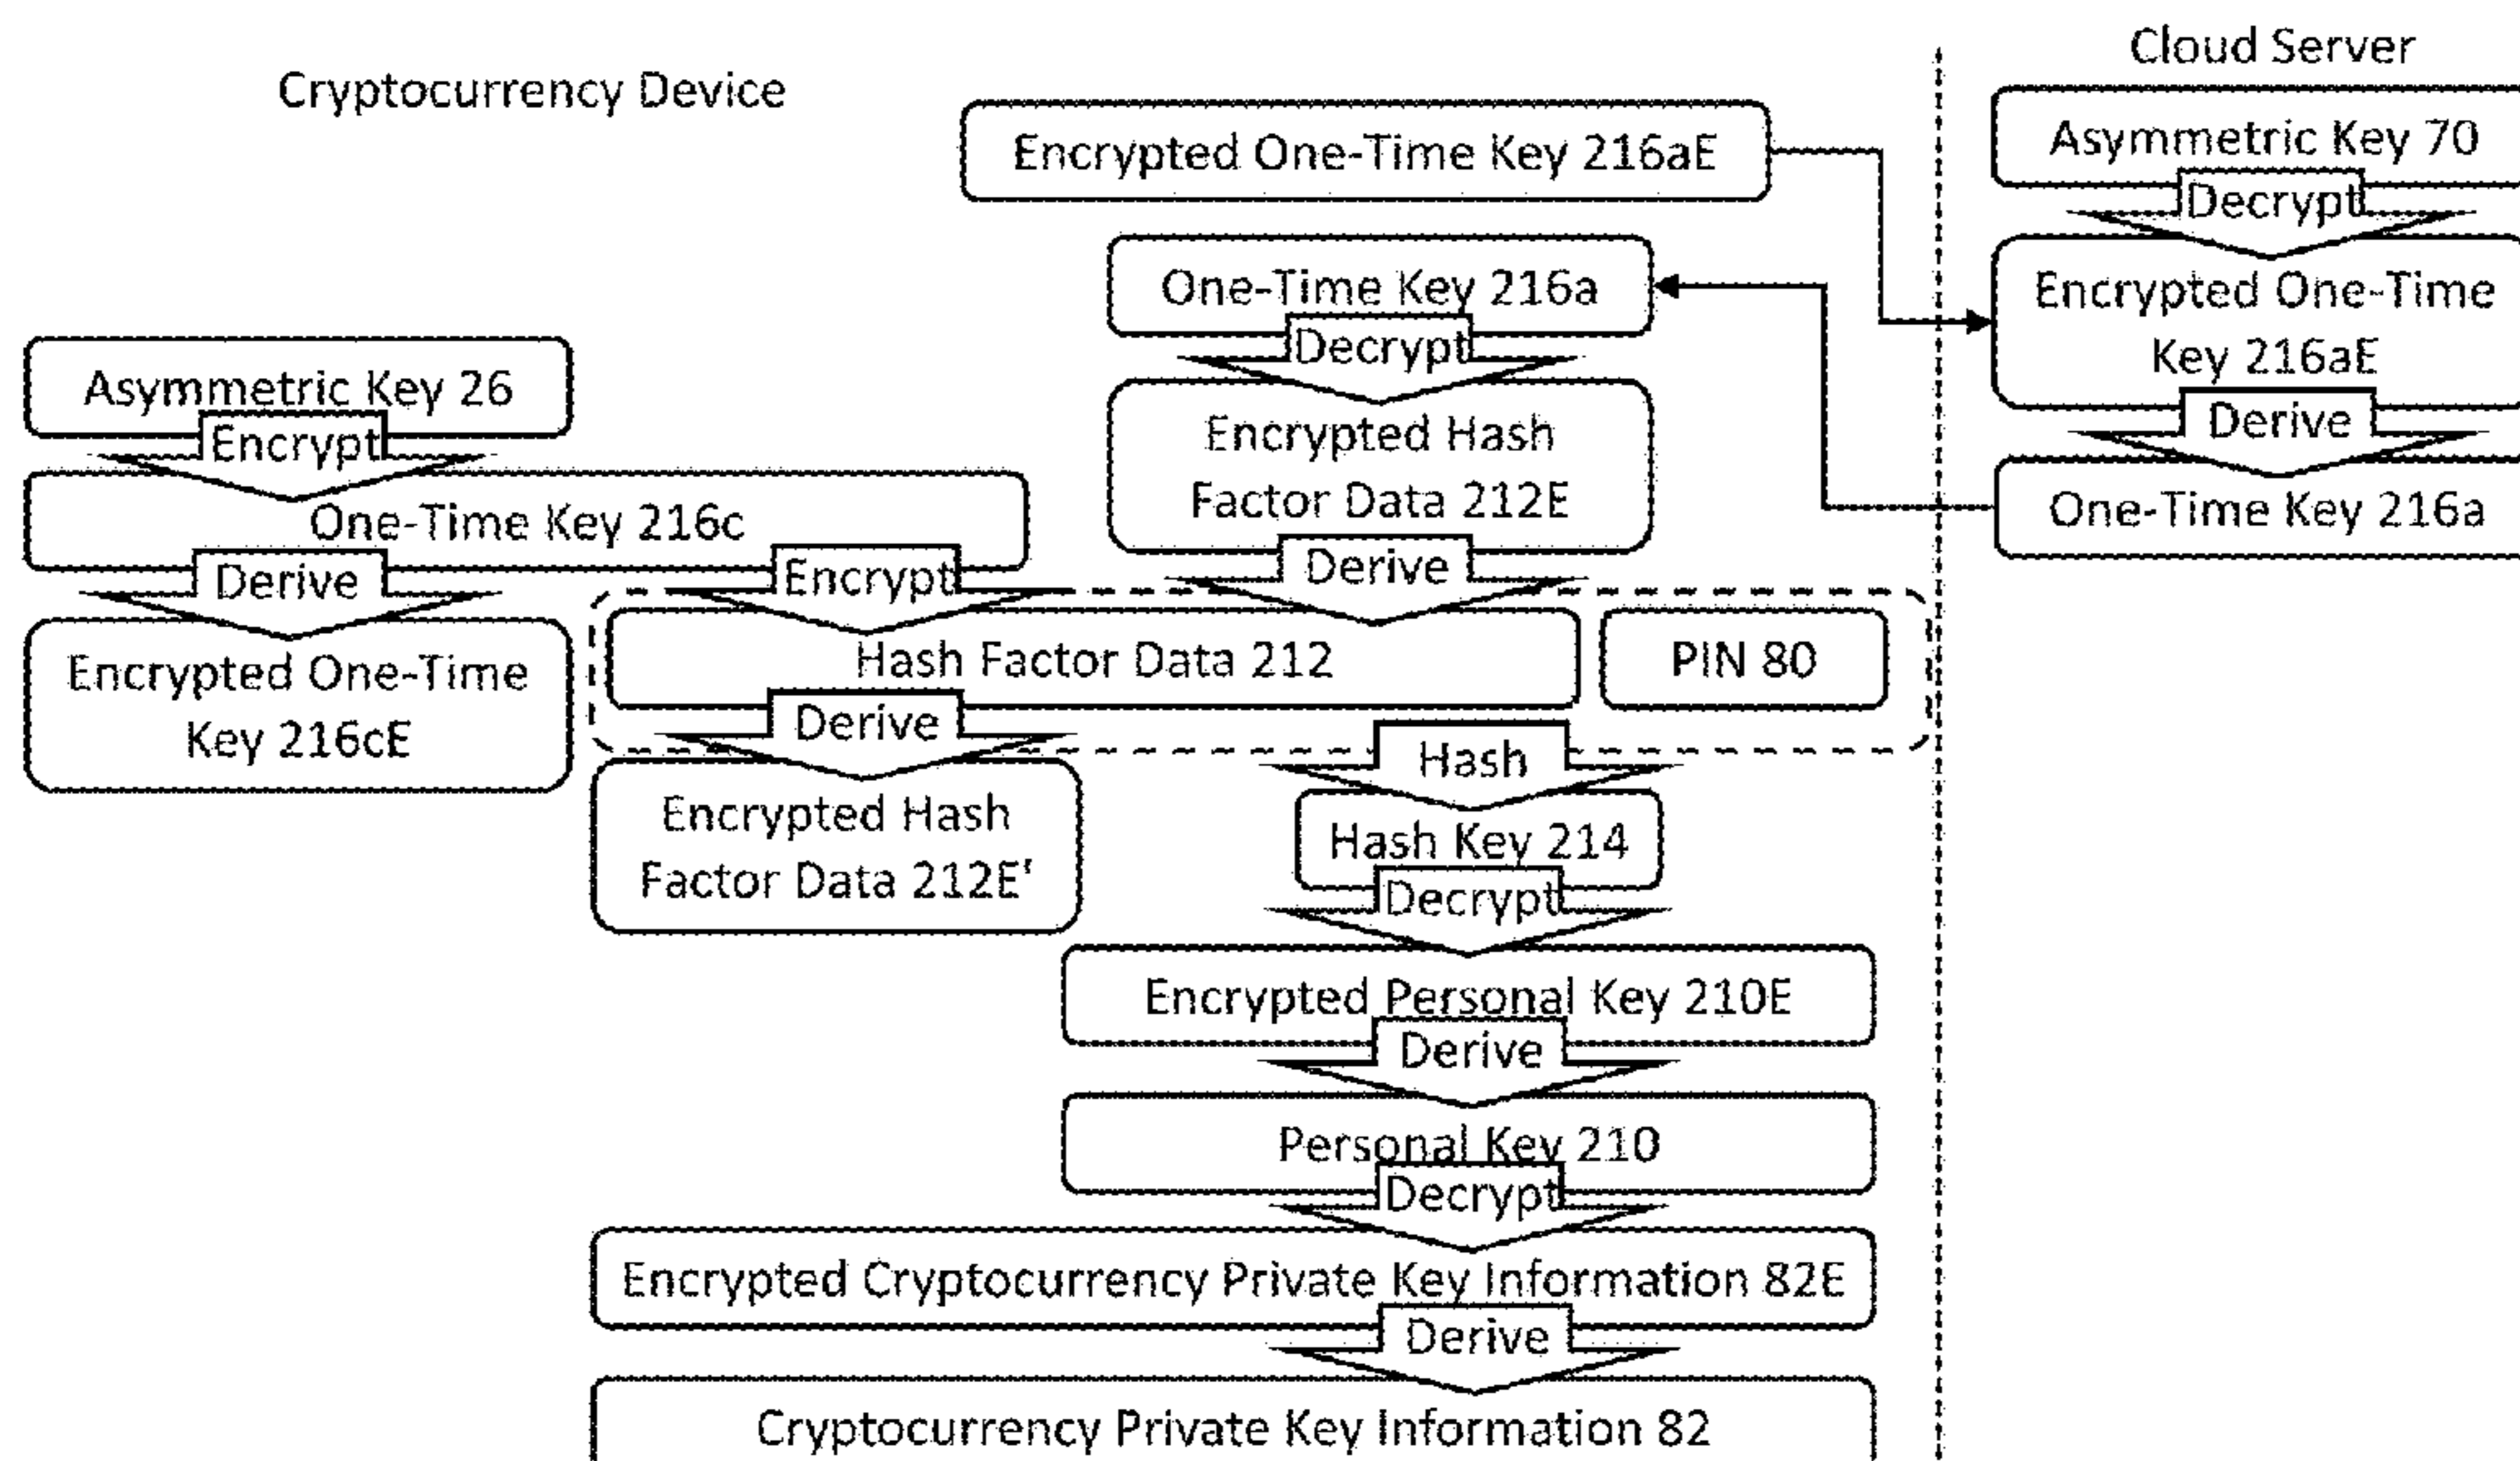 Cryptocurrency Device
Cloud Server
Encrypted One-Time Key 216aE
Asymmetric Key 70
Decrypt
One-Time Key 216a
Encrypted One-Time
Key 216aE
Decrypt
Derive
Asymmetric Key 26
Encrypt
Encrypted Hash
Factor Data 212E
One-Time Key 216a
One-Time Key 216c
Derive
Encrypt
Derive
Encrypted One-Time
Key 216cE
Hash Factor Data 212
PIN 80
Derive
Hash
Encrypted Hash
Factor Data 212E'
Hash Key 214
Decrypt
Encrypted Personal Key 210E
Derive
Personal Key 210
Decrypt
Encrypted Cryptocurrency Private Key Information 82E
Derive
Cryptocurrency Private Key Information 82